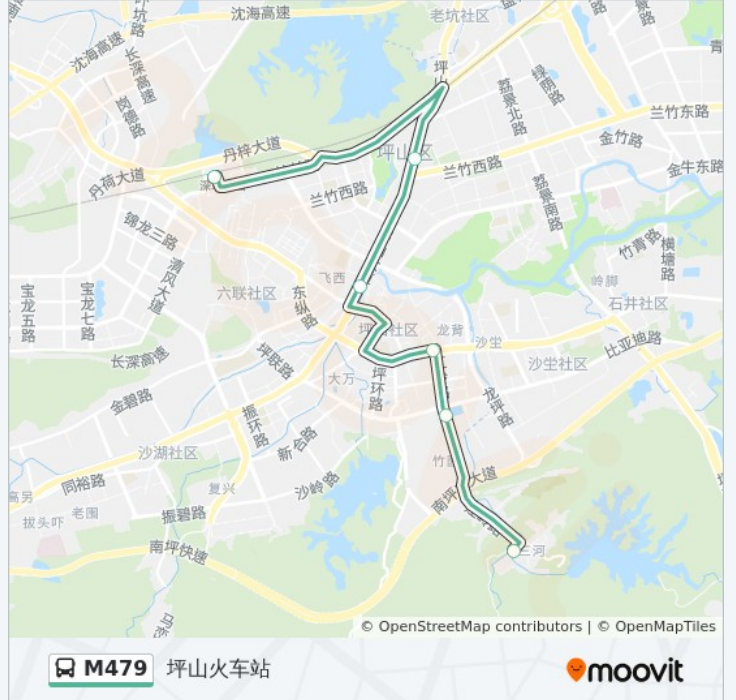 沈海高速
老坑社区
沈海高速
长深高速
坪山
荔景北路
绿荫路
兰竹东路
岗德路
金竹路
丹梓大道
坪山区
兰竹西路
金牛东路
丹荷大道
兰竹西路
荔景南路
锦龙三路
竹青路
横塘路
清风大道
飞西
岭脚
宝龙五路
宝龙七路
六联社区
东纵路
石井社区
社区
龙背
沙坐
比亚迪路
长深高速
坪联路
沙坐社区
大万
坪环路
金碧路
龙坪路
振环路
新合路
沙湖社区
同裕路
复兴
沙岭路
南坪
大道
老围
振碧路
拔头吓
南坪快速
三河
© OpenStreetMap contributors | © OpenMapTiles
M479 坪山火车站
moovit